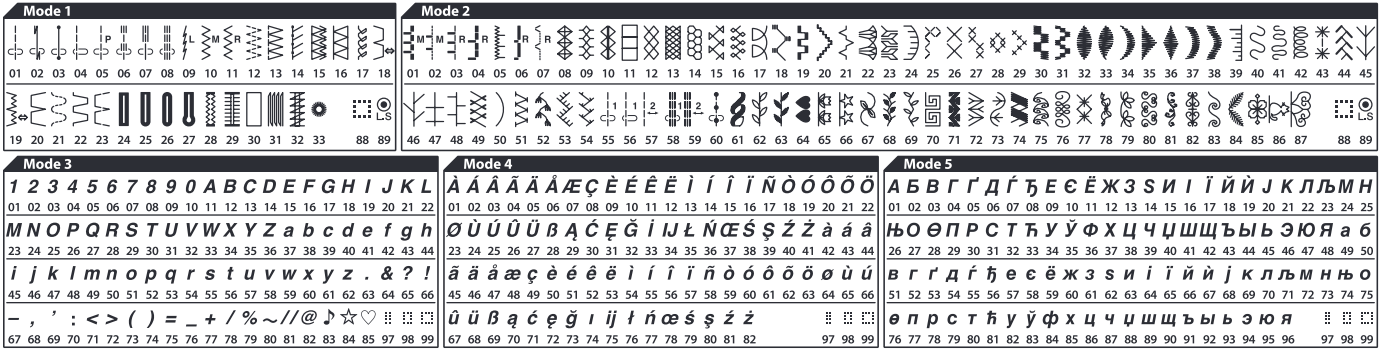 Mode 1
P L M R
01 02 03 04 05 06 07 08 09 10 11 12 13 14 15 16 17 18
L.S
19 20 21 22 23 24 25 26 27 28 29 30 31 32 33 88 89
Mode 2
M M R R R R
01 02 03 04 05 06 07 08 09 10 11 12 13 14 15 16 17 18 19 20 21 22 23 24 25 26 27 28 29 30 31 32 33 34 35 36 37 38 39 40 41 42 43 44 45
1 2 1 2 L.S
46 47 48 49 50 51 52 53 54 55 56 57 58 59 60 61 62 63 64 65 66 67 68 69 70 71 72 73 74 75 76 77 78 79 80 81 82 83 84 85 86 87 88 89
Mode 3
1 2 3 4 5 6 7 8 9 0 A B C D E F G H I J K L
01 02 03 04 05 06 07 08 09 10 11 12 13 14 15 16 17 18 19 20 21 22
M N O P Q R S T U V W X Y Z a b c d e f g h
23 24 25 26 27 28 29 30 31 32 33 34 35 36 37 38 39 40 41 42 43 44
i j k l m n o p q r s t u v w x y z . & ? !
45 46 47 48 49 50 51 52 53 54 55 56 57 58 59 60 61 62 63 64 65 66
– , ’ : < > ( ) = _ + / % ~ // @ ♪ ☆ ♡
67 68 69 70 71 72 73 74 75 76 77 78 79 80 81 82 83 84 85 97 98 99
Mode 4
À Á Â Ã Ä Å Æ Ç È É Ê Ë Ì Í Î Ï Ñ Ò Ó Ô Õ Ö
01 02 03 04 05 06 07 08 09 10 11 12 13 14 15 16 17 18 19 20 21 22
Ø Ù Ú Û Ü ß Ą Ć Ę Ğ İ IJ Ł Ń Œ Ś Ş Ź Ż à á â
23 24 25 26 27 28 29 30 31 32 33 34 35 36 37 38 39 40 41 42 43 44
ã ä å æ ç è é ê ë ì í î ï ñ ò ó ô õ ö ø ù ú
45 46 47 48 49 50 51 52 53 54 55 56 57 58 59 60 61 62 63 64 65 66
û ü ß ą ć ę ğ ı ij ł ń œ ś ş ź ż
67 68 69 70 71 72 73 74 75 76 77 78 79 80 81 82 97 98 99
Mode 5
А Б В Г Ґ Д Ѓ Ђ Е Є Ё Ж З Ѕ И І Ї Й Ѝ Ј К Л Љ М Н
01 02 03 04 05 06 07 08 09 10 11 12 13 14 15 16 17 18 19 20 21 22 23 24 25
Њ О Ө П Р С Т Ћ У Ў Ф Х Ц Ч Џ Ш Щ Ъ Ы Ь Э Ю Я а б
26 27 28 29 30 31 32 33 34 35 36 37 38 39 40 41 42 43 44 45 46 47 48 49 50
в г ґ д ѓ ђ е є ё ж з ѕ и і ї й ѝ ј к л љ м н њ о
51 52 53 54 55 56 57 58 59 60 61 62 63 64 65 66 67 68 69 70 71 72 73 74 75
ө п р с т ћ у ў ф х ц ч џ ш щ ъ ы ь э ю я
76 77 78 79 80 81 82 83 84 85 86 87 88 89 90 91 92 93 94 95 96 97 98 99